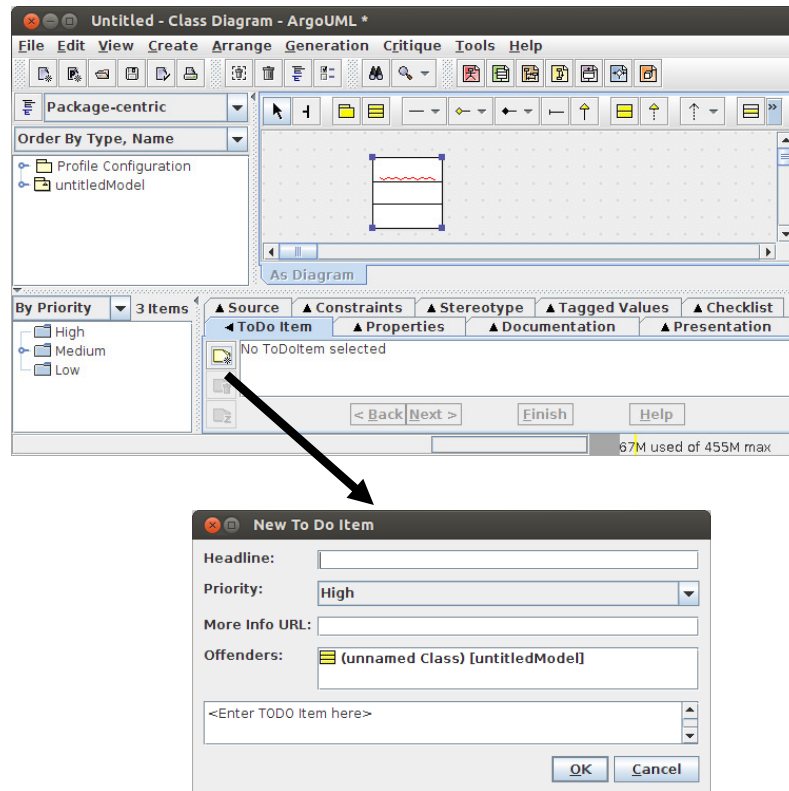 Untitled - Class Diagram - ArgoUML *
File Edit View Create Arrange Generation Critique Tools Help
Package-centric
Order By Type, Name
Profile Configuration
untitledModel
As Diagram
By Priority 3 Items
High
Medium
Low
Source Constraints Stereotype Tagged Values Checklist
ToDo Item Properties Documentation Presentation
No ToDoItem selected
< Back Next > Finish Help
67M used of 455M max
New To Do Item
Headline:
Priority: High
More Info URL:
Offenders: (unnamed Class) [untitledModel]
<Enter TODO Item here>
OK Cancel